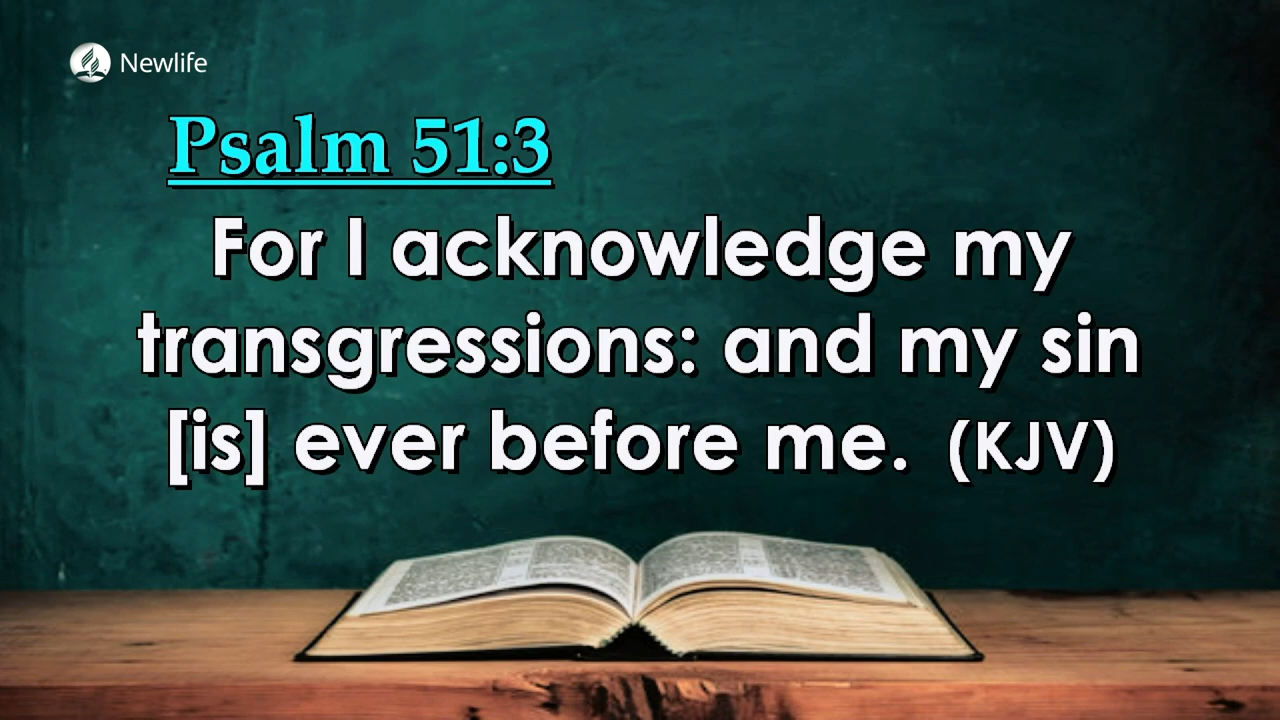 Newlife
Psalm 51:3
For I acknowledge my
transgressions: and my sin
[is] ever before me. (KJV)